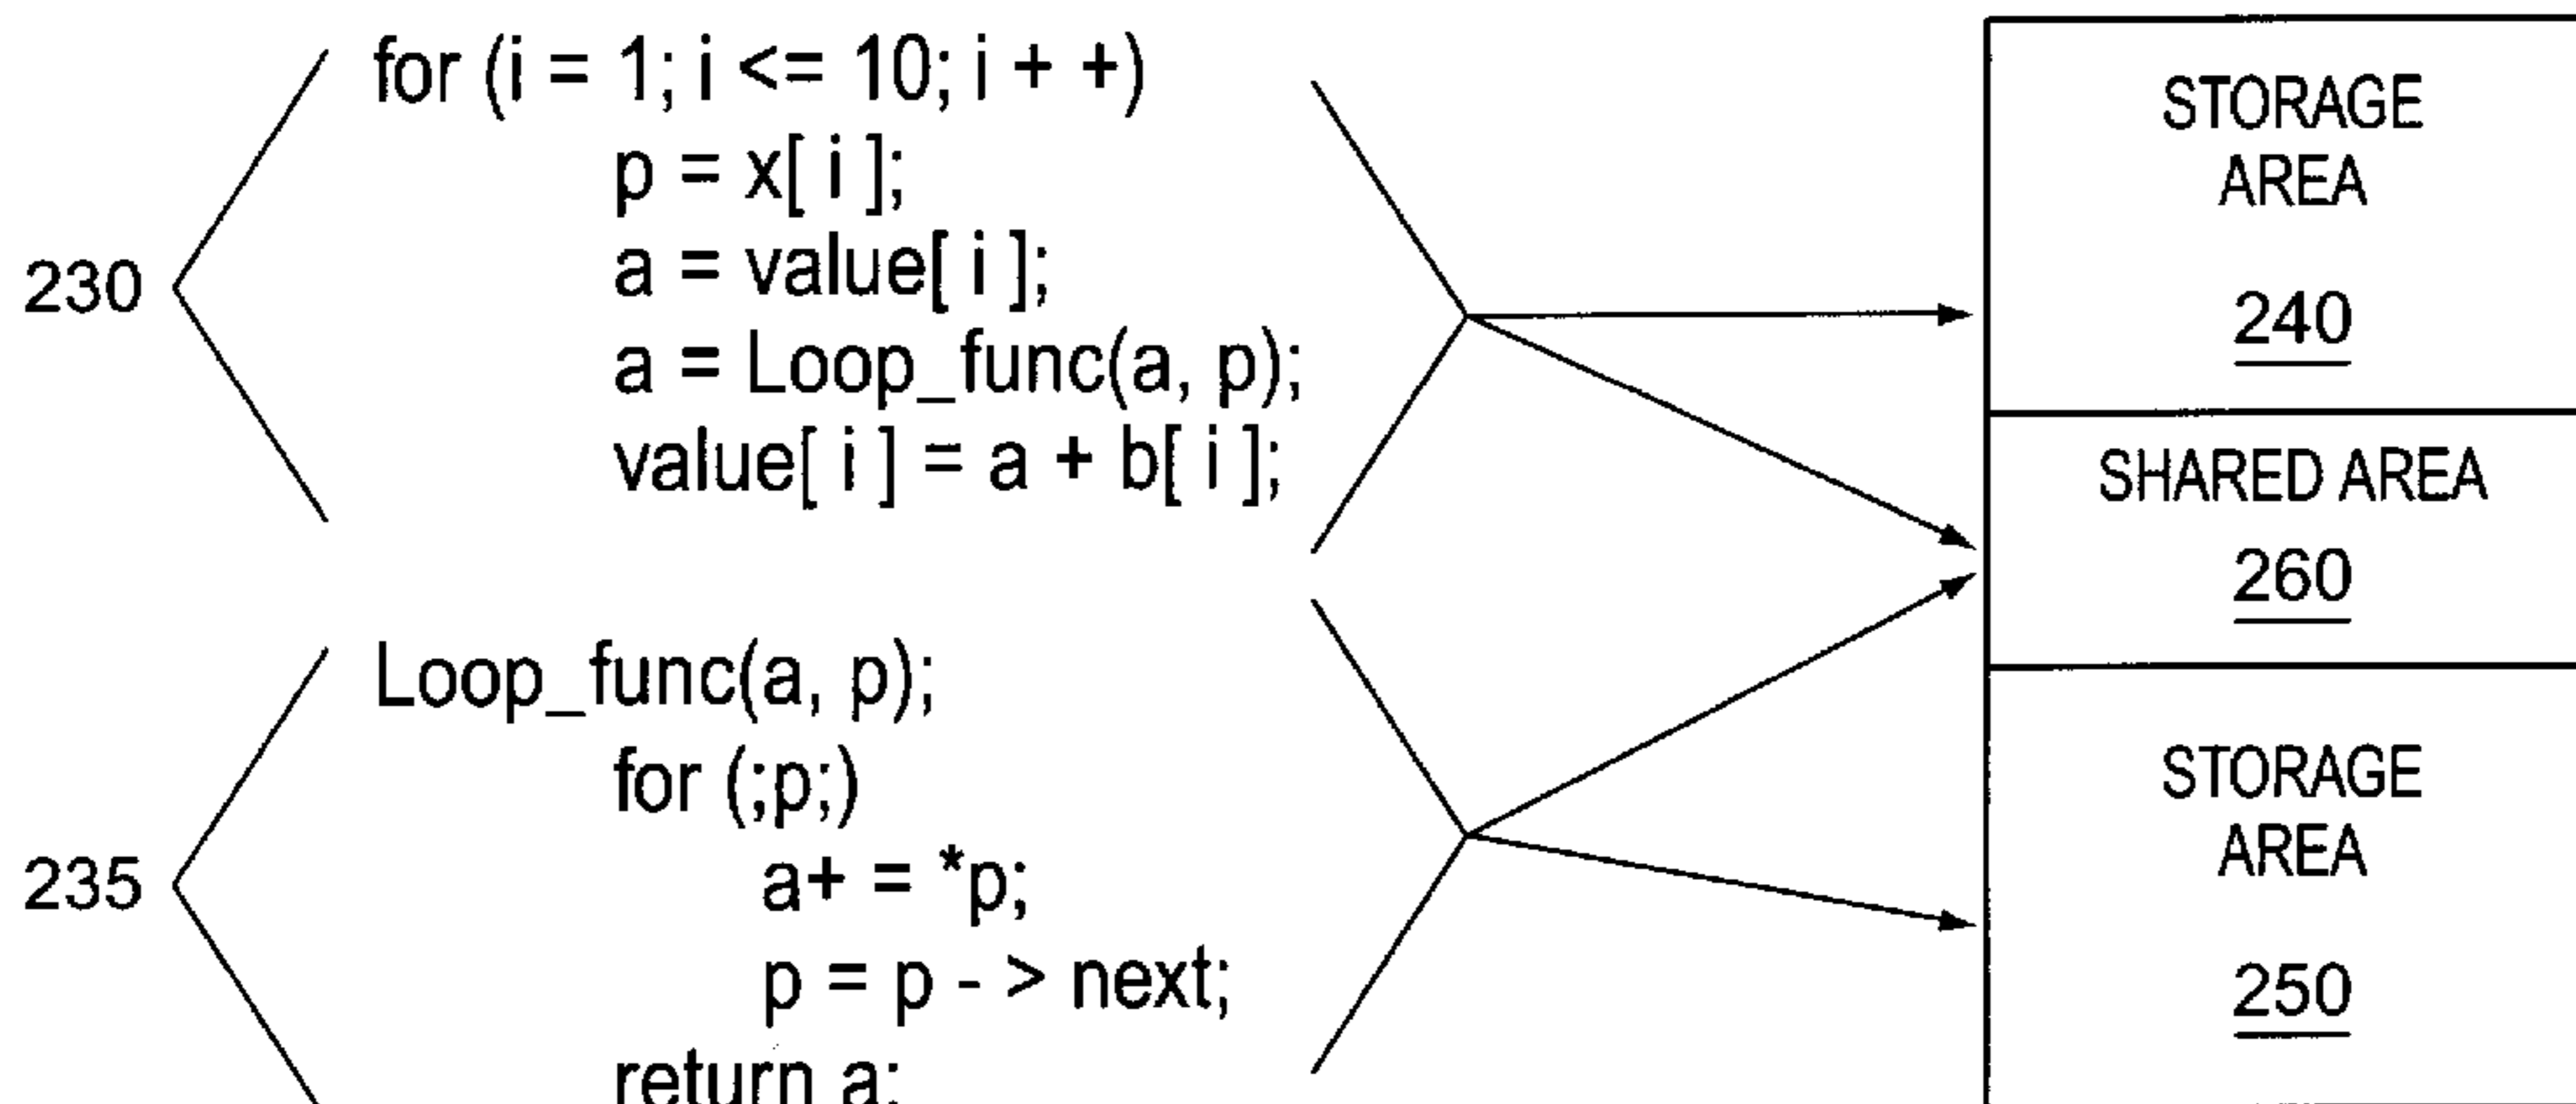 230
for (i = 1; i <= 10; i + +)
p = x[ i ];
a = value[ i ];
a = Loop_func(a, p);
value[ i ] = a + b[ i ];
235
Loop_func(a, p);
for (;p;)
a+ = *p;
p = p - > next;
return a;
STORAGE
AREA
240
SHARED AREA
260
STORAGE
AREA
250